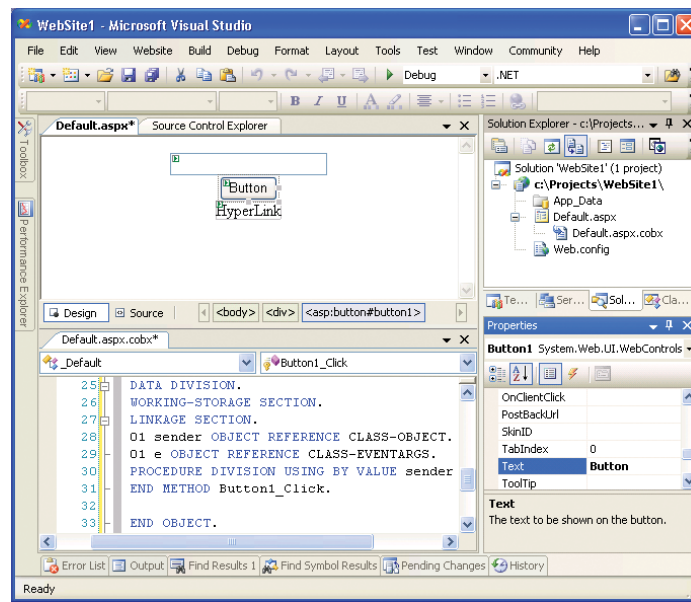 WebSite1 - Microsoft Visual Studio
File Edit View Website Build Debug Format Layout Tools Test Window Community Help
Debug .NET
B I U A
Default.aspx* Source Control Explorer
Toolbox
Performance Explorer
Button
HyperLink
Design Source <body> <div> <asp:button#button1>
Default.aspx.cobx*
_Default Button1_Click
25 DATA DIVISION.
26 WORKING-STORAGE SECTION.
27 LINKAGE SECTION.
28 01 sender OBJECT REFERENCE CLASS-OBJECT.
29 01 e OBJECT REFERENCE CLASS-EVENTARGS.
30 PROCEDURE DIVISION USING BY VALUE sender
31 END METHOD Button1_Click.
32
33 END OBJECT.
Solution Explorer - c:\Projects...
Solution 'WebSite1' (1 project)
c:\Projects\WebSite1\
App_Data
Default.aspx
Default.aspx.cobx
Web.config
Te... Ser... Sol... Cla...
Properties
Button1 System.Web.UI.WebControls
OnClientClick
PostBackUrl
SkinID
TabIndex 0
Text Button
ToolTip
Text
The text to be shown on the button.
Error List Output Find Results 1 Find Symbol Results Pending Changes History
Ready